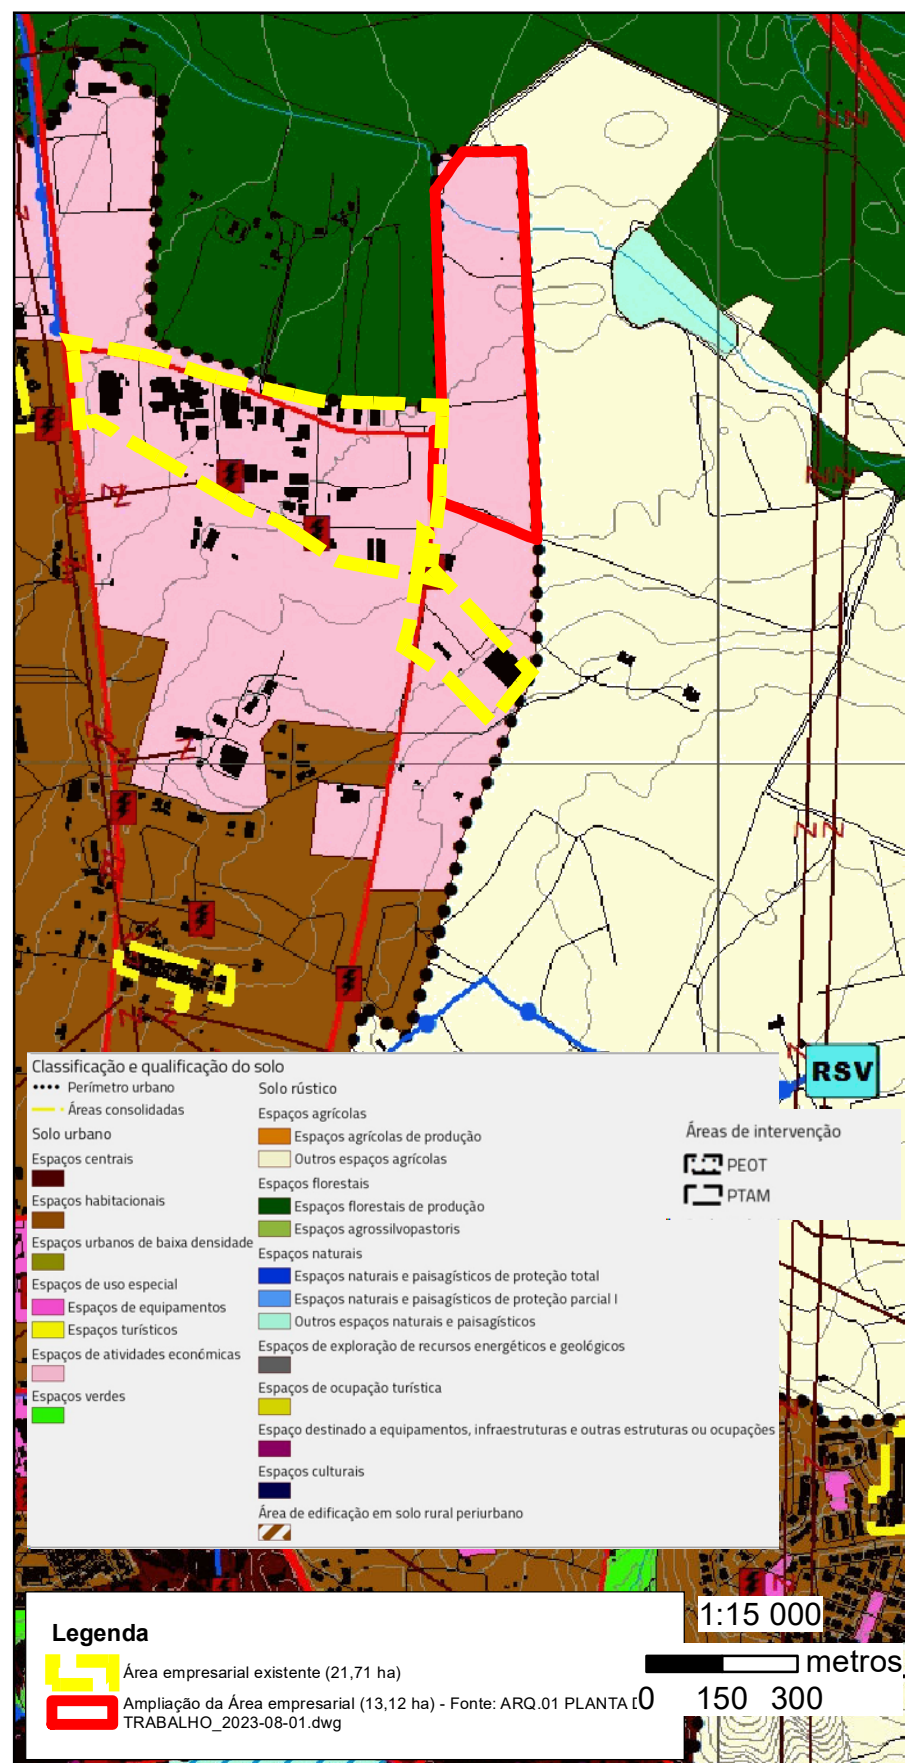 RSV
Classificação e qualificação do solo
Perímetro urbano
Áreas consolidadas
Solo urbano
Espaços centrais
Espaços habitacionais
Espaços urbanos de baixa densidade
Espaços de uso especial
Espaços de equipamentos
Espaços turísticos
Espaços de atividades económicas
Espaços verdes
Solo rústico
Espaços agrícolas
Espaços agrícolas de produção
Outros espaços agrícolas
Espaços florestais
Espaços florestais de produção
Espaços agrossilvopastoris
Espaços naturais
Espaços naturais e paisagísticos de proteção total
Espaços naturais e paisagísticos de proteção parcial I
Outros espaços naturais e paisagísticos
Espaços de exploração de recursos energéticos e geológicos
Espaços de ocupação turística
Espaço destinado a equipamentos, infraestruturas e outras estruturas ou ocupações
Espaços culturais
Área de edificação em solo rural periurbano
Áreas de intervenção
PEOT
PTAM
Legenda
Área empresarial existente (21,71 ha)
Ampliação da Área empresarial (13,12 ha) - Fonte: ARQ.01 PLANTA
TRABALHO_2023-08-01.dwg
1:15 000
metros
0 150 300